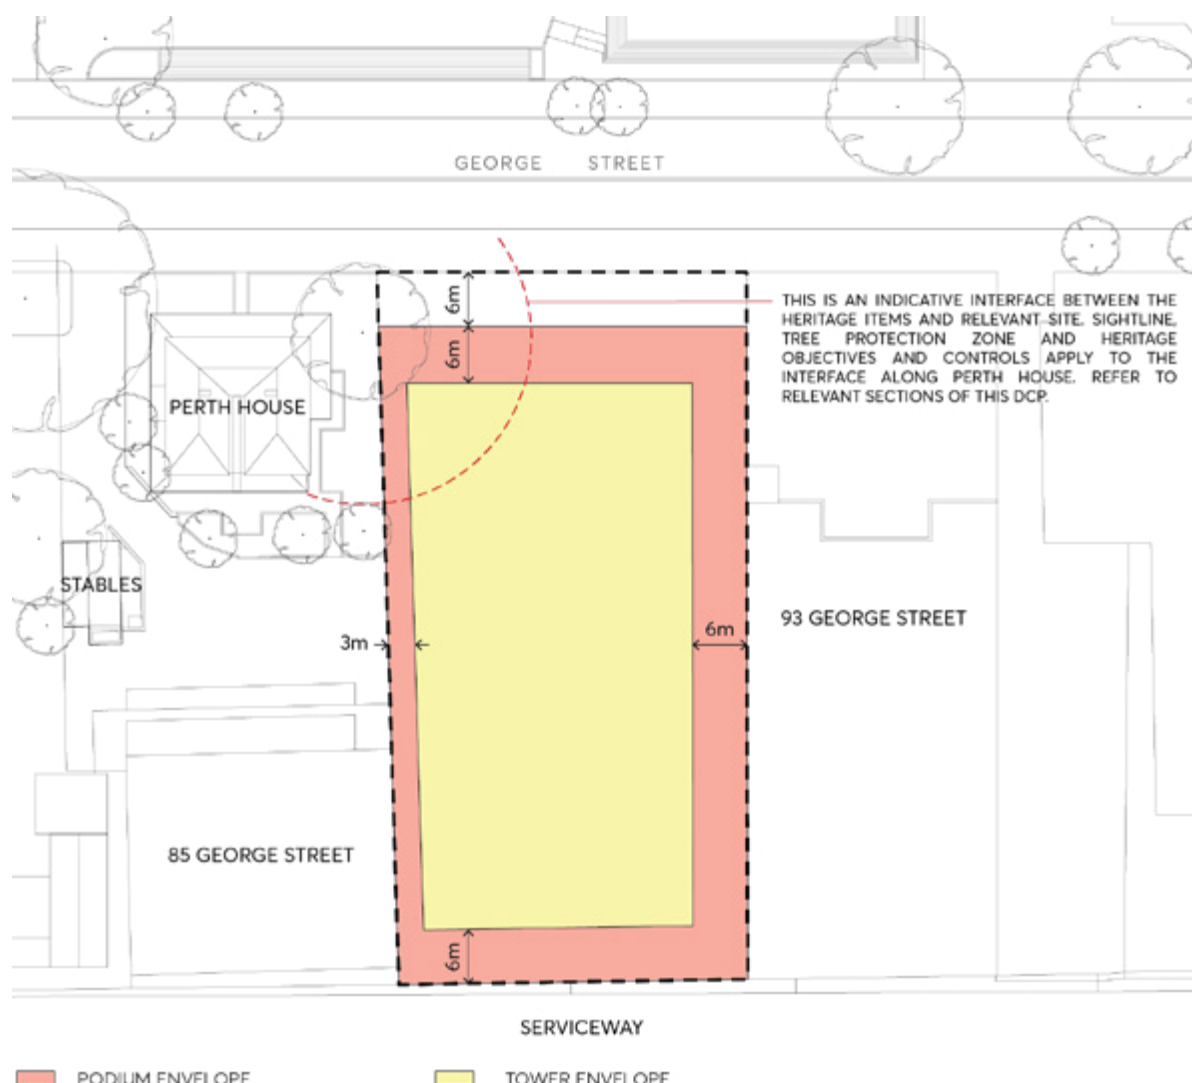 GEORGE STREET
6m
THIS IS AN INDICATIVE INTERFACE BETWEEN THE
HERITAGE ITEMS AND RELEVANT SITE. SIGHTLINE,
TREE PROTECTION ZONE AND HERITAGE
OBJECTIVES AND CONTROLS APPLY TO THE
INTERFACE ALONG PERTH HOUSE. REFER TO
RELEVANT SECTIONS OF THIS DCP.
6m
PERTH HOUSE
STABLES
93 GEORGE STREET
3m
6m
85 GEORGE STREET
6m
SERVICEWAY
PODIUM ENVELOPE
TOWER ENVELOPE